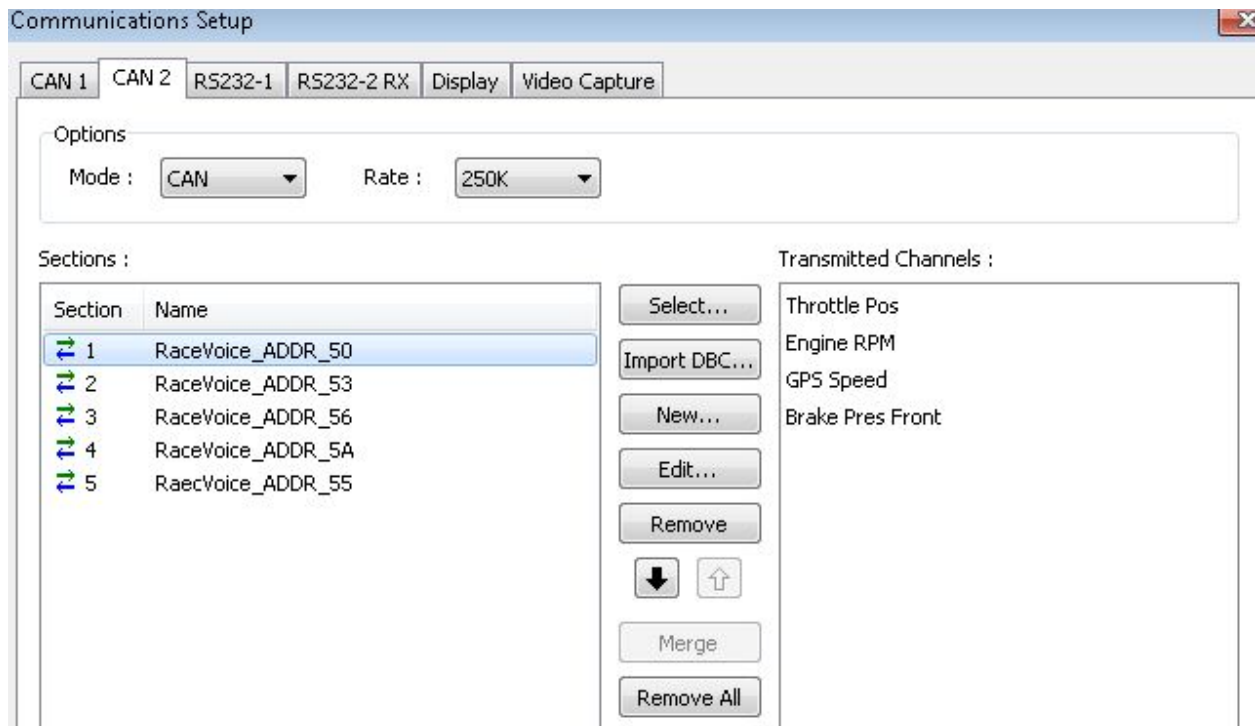 Communications Setup
CAN 1 CAN 2 RS232-1 RS232-2 RX Display Video Capture
Options
Mode : CAN Rate : 250K
Sections :
Section Name
1 RaceVoice_ADDR_50
2 RaceVoice_ADDR_53
3 RaceVoice_ADDR_56
4 RaceVoice_ADDR_5A
5 RaecVoice_ADDR_55
Select...
Import DBC...
New...
Edit...
Remove
Merge
Remove All
Transmitted Channels :
Throttle Pos
Engine RPM
GPS Speed
Brake Pres Front